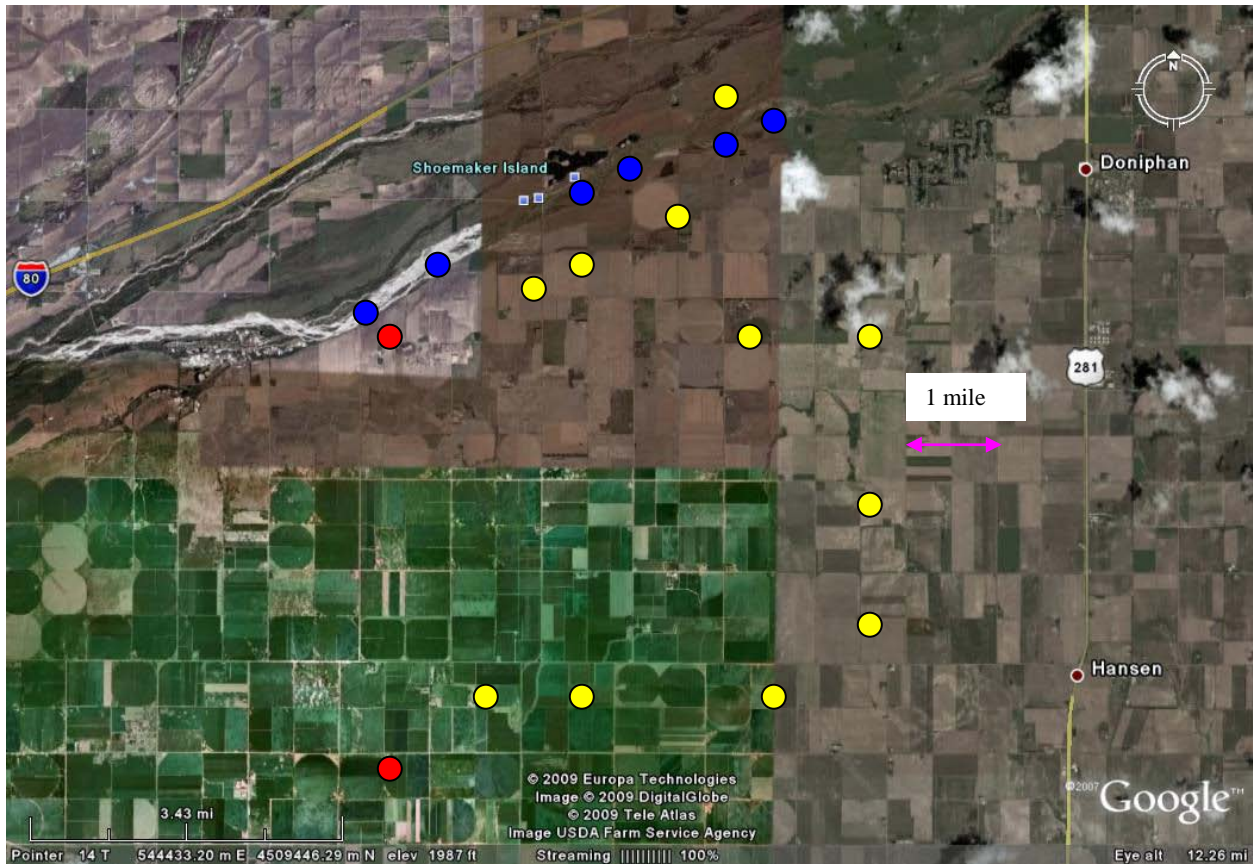 N
Shoemaker Island
Doniphan
80
281
1 mile
Hansen
© 2009 Europa Technologies
Image © 2009 DigitalGlobe
© 2009 Tele Atlas
Image USDA Farm Service Agency
©2007 Google™
3.43 mi
Pointer 14 T 544433.20 m E 4509446.29 m N elev 1987 ft Streaming |||||||||| 100% Eye alt 12.26 mi